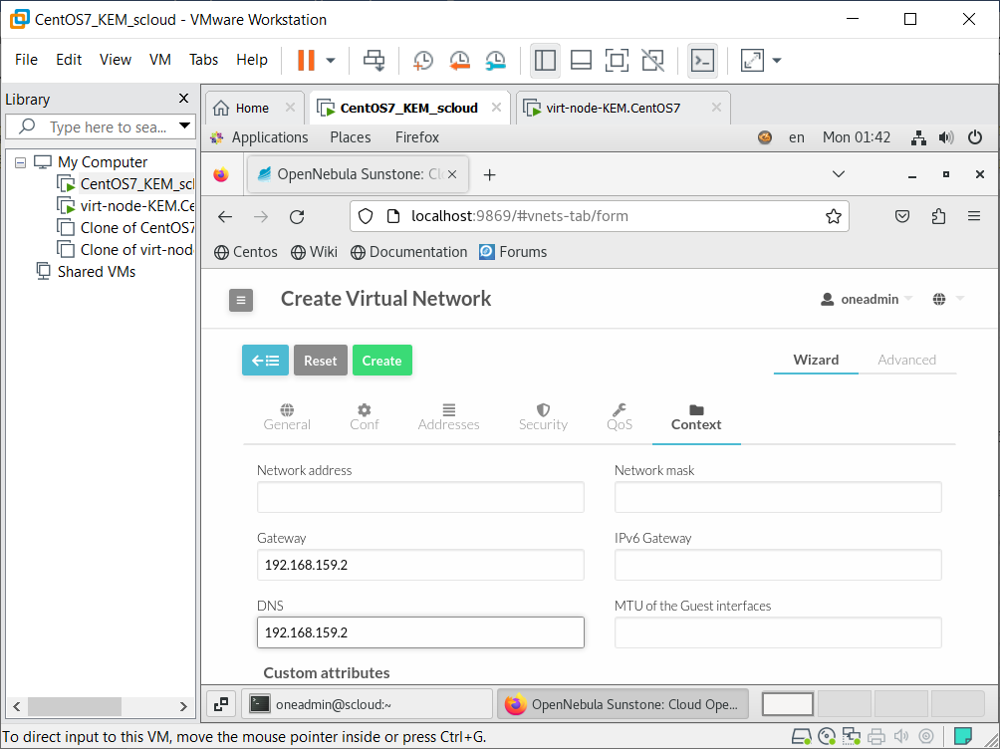 CentOS7_KEM_scloud - VMware Workstation
File Edit View VM Tabs Help
Library
Type here to sea...
My Computer
CentOS7_KEM_scl
virt-node-KEM.Ce
Clone of CentOS7
Clone of virt-nod
Shared VMs
Home
CentOS7_KEM_scloud
virt-node-KEM.CentOS7
Applications Places Firefox
en Mon 01:42
OpenNebula Sunstone: Clo
localhost:9869/#vnets-tab/form
Centos Wiki Documentation Forums
Create Virtual Network
oneadmin
Reset Create
Wizard Advanced
General Conf Addresses Security QoS Context
Network address Network mask
Gateway IPv6 Gateway
192.168.159.2
DNS MTU of the Guest interfaces
192.168.159.2
Custom attributes
oneadmin@scloud:~
OpenNebula Sunstone: Cloud Ope...
To direct input to this VM, move the mouse pointer inside or press Ctrl+G.